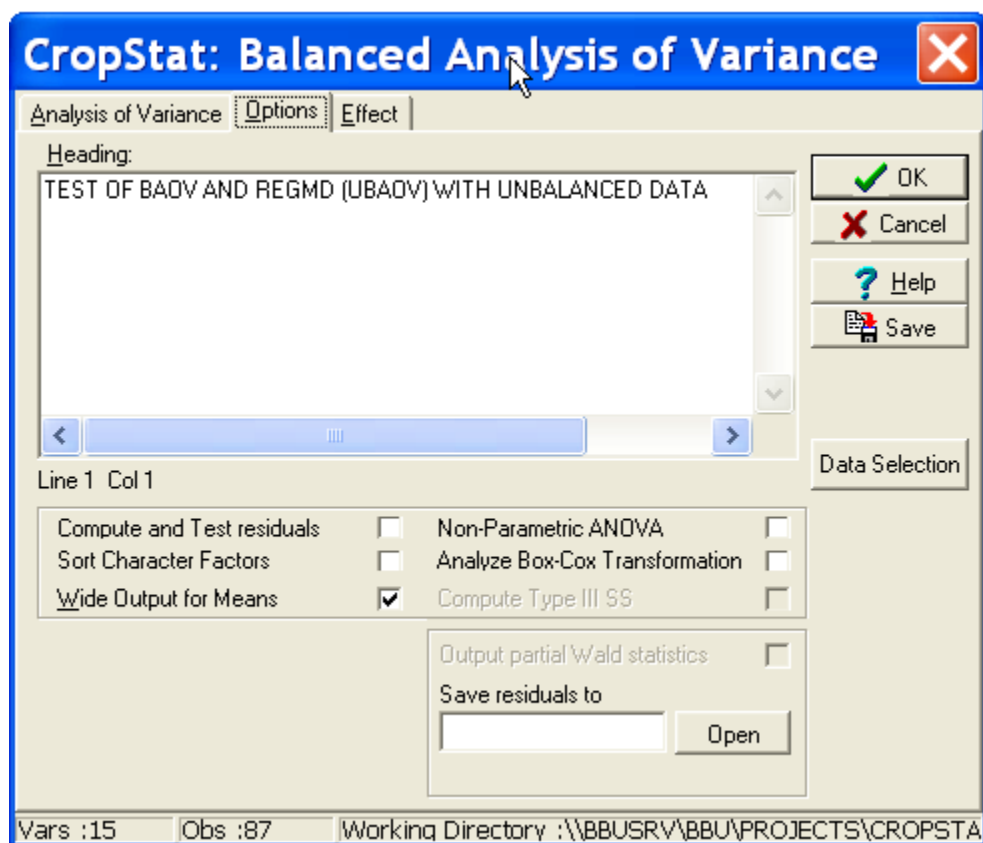 CropStat: Balanced Analysis of Variance
Analysis of Variance Options Effect
Heading:
TEST OF BAOV AND REGMD (UBAOV) WITH UNBALANCED DATA
OK
Cancel
Help
Save
Data Selection
Line 1 Col 1
Compute and Test residuals
Non-Parametric ANOVA
Sort Character Factors
Analyze Box-Cox Transformation
Wide Output for Means
Compute Type III SS
Output partial Wald statistics
Save residuals to
Open
Vars :15 Obs :87 Working Directory :\\BBUSRV\BBU\PROJECTS\CROPSTA